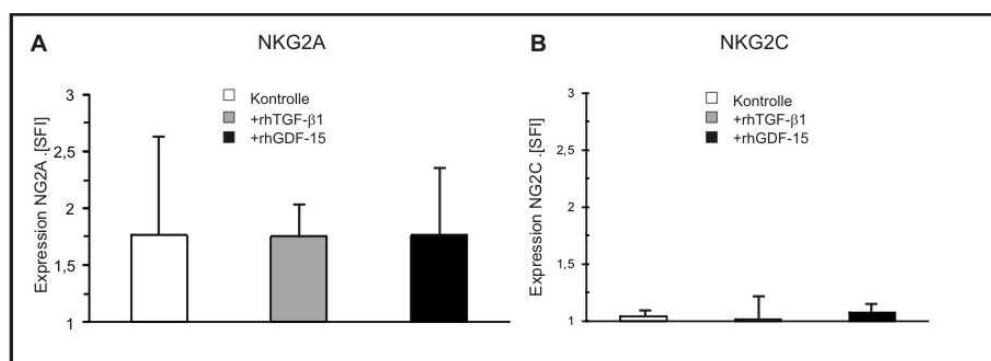 A
NKG2A
Expression NG2A .[SFI]
3
2,5
2
1,5
1
Kontrolle
+rhTGF-β1
+rhGDF-15
B
NKG2C
Expression NG2C .[SFI]
3
2,5
2
1,5
1
Kontrolle
+rhTGF-β1
+rhGDF-15